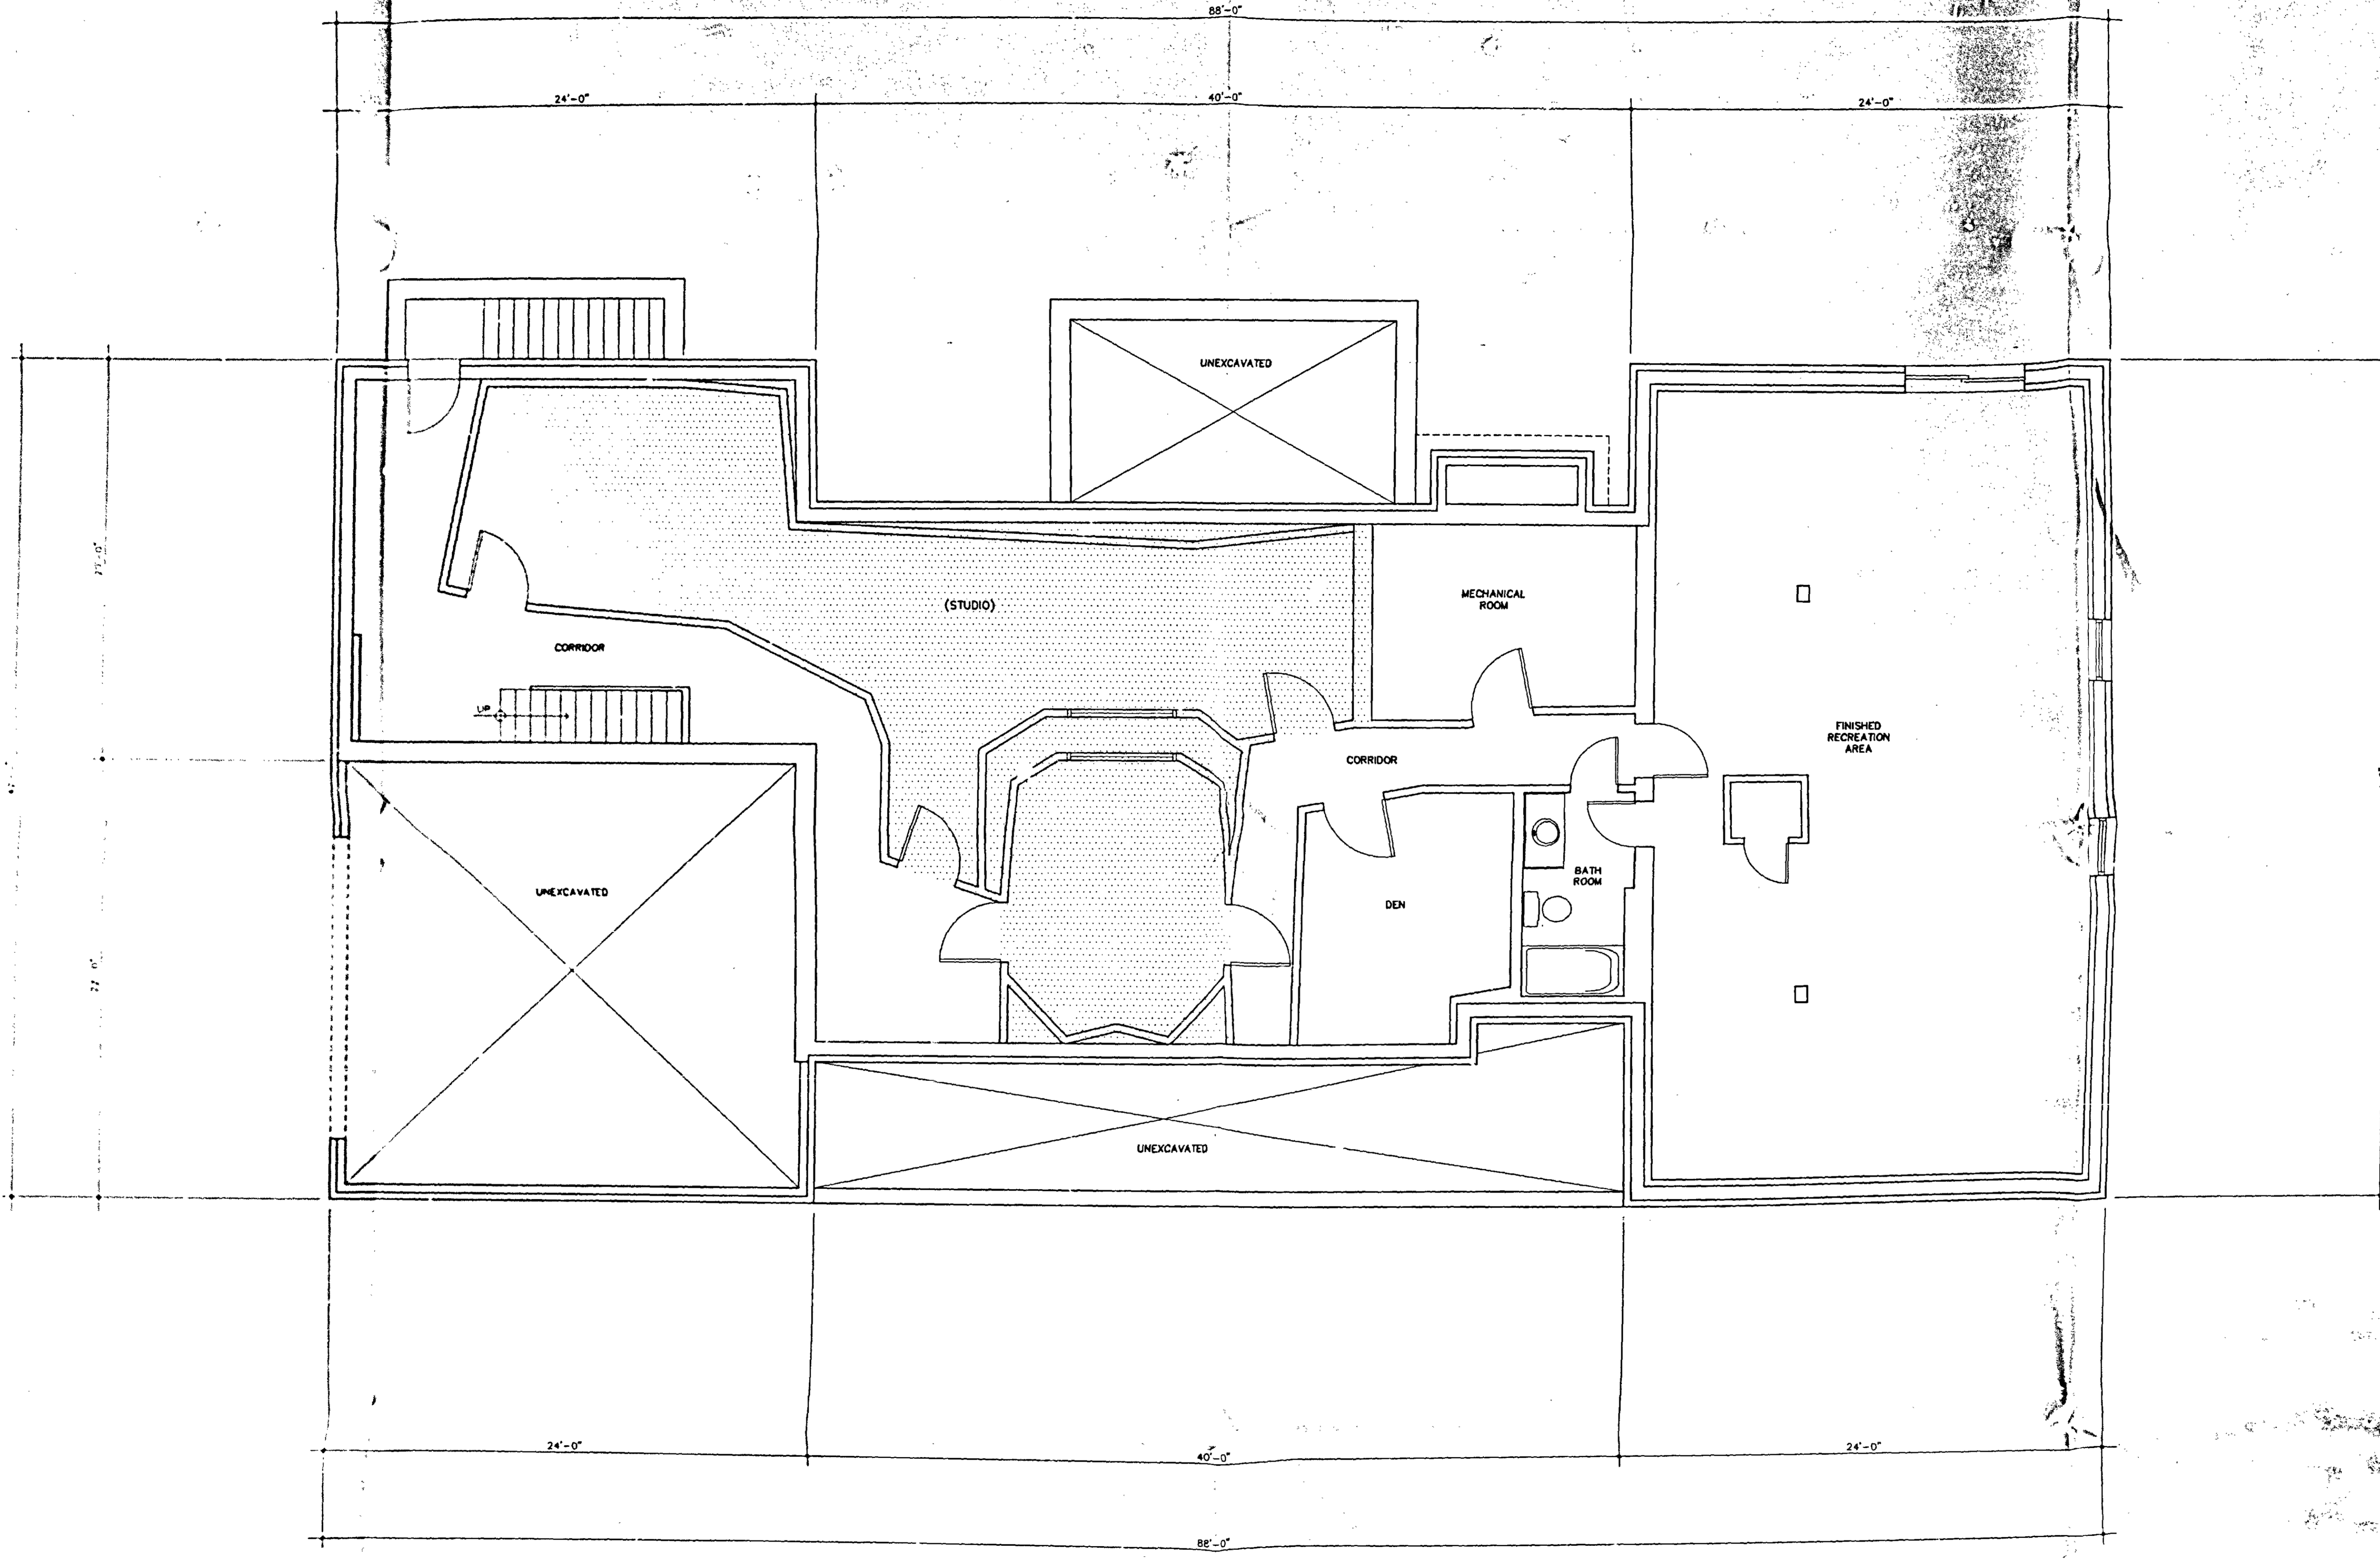 88'-0"
24'-0"
40'-0"
24'-0"
UNEXCAVATED
(STUDIO)
MECHANICAL
ROOM
CORRIDOR
UP
FINISHED
RECREATION
AREA
CORRIDOR
BATH
ROOM
UNEXCAVATED
DEN
UNEXCAVATED
24'-0"
40'-0"
24'-0"
88'-0"